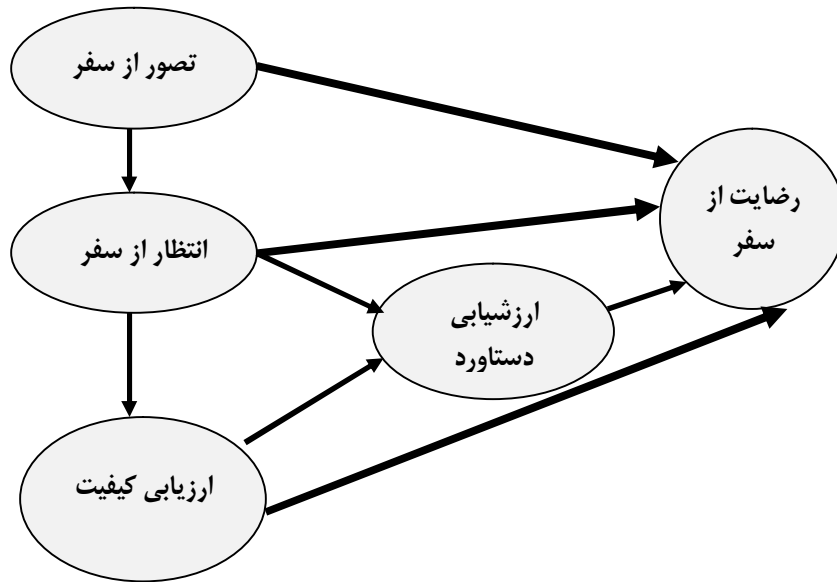 تصور از سفر
رضایت از
سفر
انتظار از سفر
ارزشیابی
دستاورد
ارزیابی کیفیت